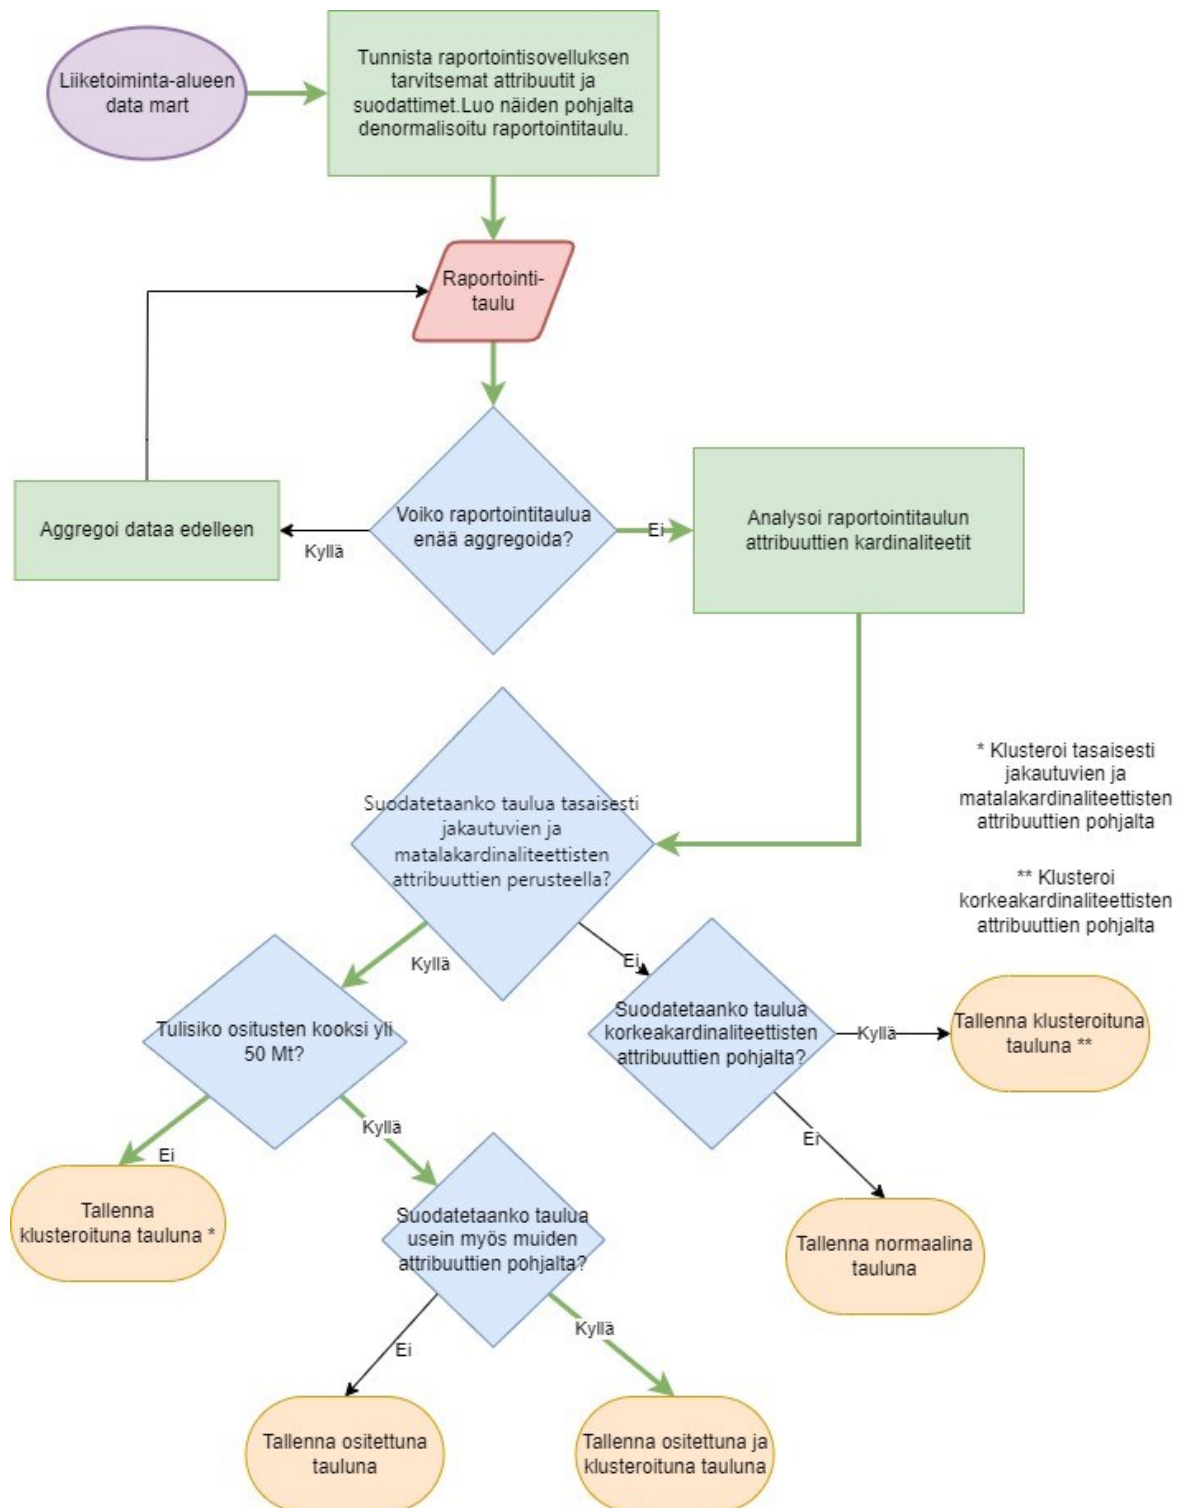 Liiketoiminta-alueen
data mart
Tunnista raportointisovelluksen
tarvitsemat attribuutit ja
suodattimet.Luo näiden pohjalta
denormalisoitu raportointitaulu.
Raportointi-
taulu
Voiko raportointitaulua
enää aggregoida?
Kyllä
Aggregoi dataa edelleen
Ei
Analysoi raportointitaulun
attribuuttien kardinaliteetit
Suodatetaanko taulua tasaisesti
jakautuvien ja
matalakardinaliteettisten
attribuuttien perusteella?
* Klusteroi tasaisesti
jakautuvien ja
matalakardinaliteettisten
attribuuttien pohjalta
** Klusteroi
korkeakardinaliteettisten
attribuuttien pohjalta
Kyllä
Ei
Tulisiko ositusten kooksi yli
50 Mt?
Suodatetaanko taulua
korkeakardinaliteettisten
attribuuttien pohjalta?
Kyllä
Tallenna klusteroituna
tauluna **
Ei
Kyllä
Ei
Tallenna
klusteroituna tauluna *
Suodatetaanko taulua
usein myös muiden
attribuuttien pohjalta?
Tallenna normaalina
tauluna
Ei
Kyllä
Tallenna ositettuna
tauluna
Tallenna ositettuna ja
klusteroituna tauluna